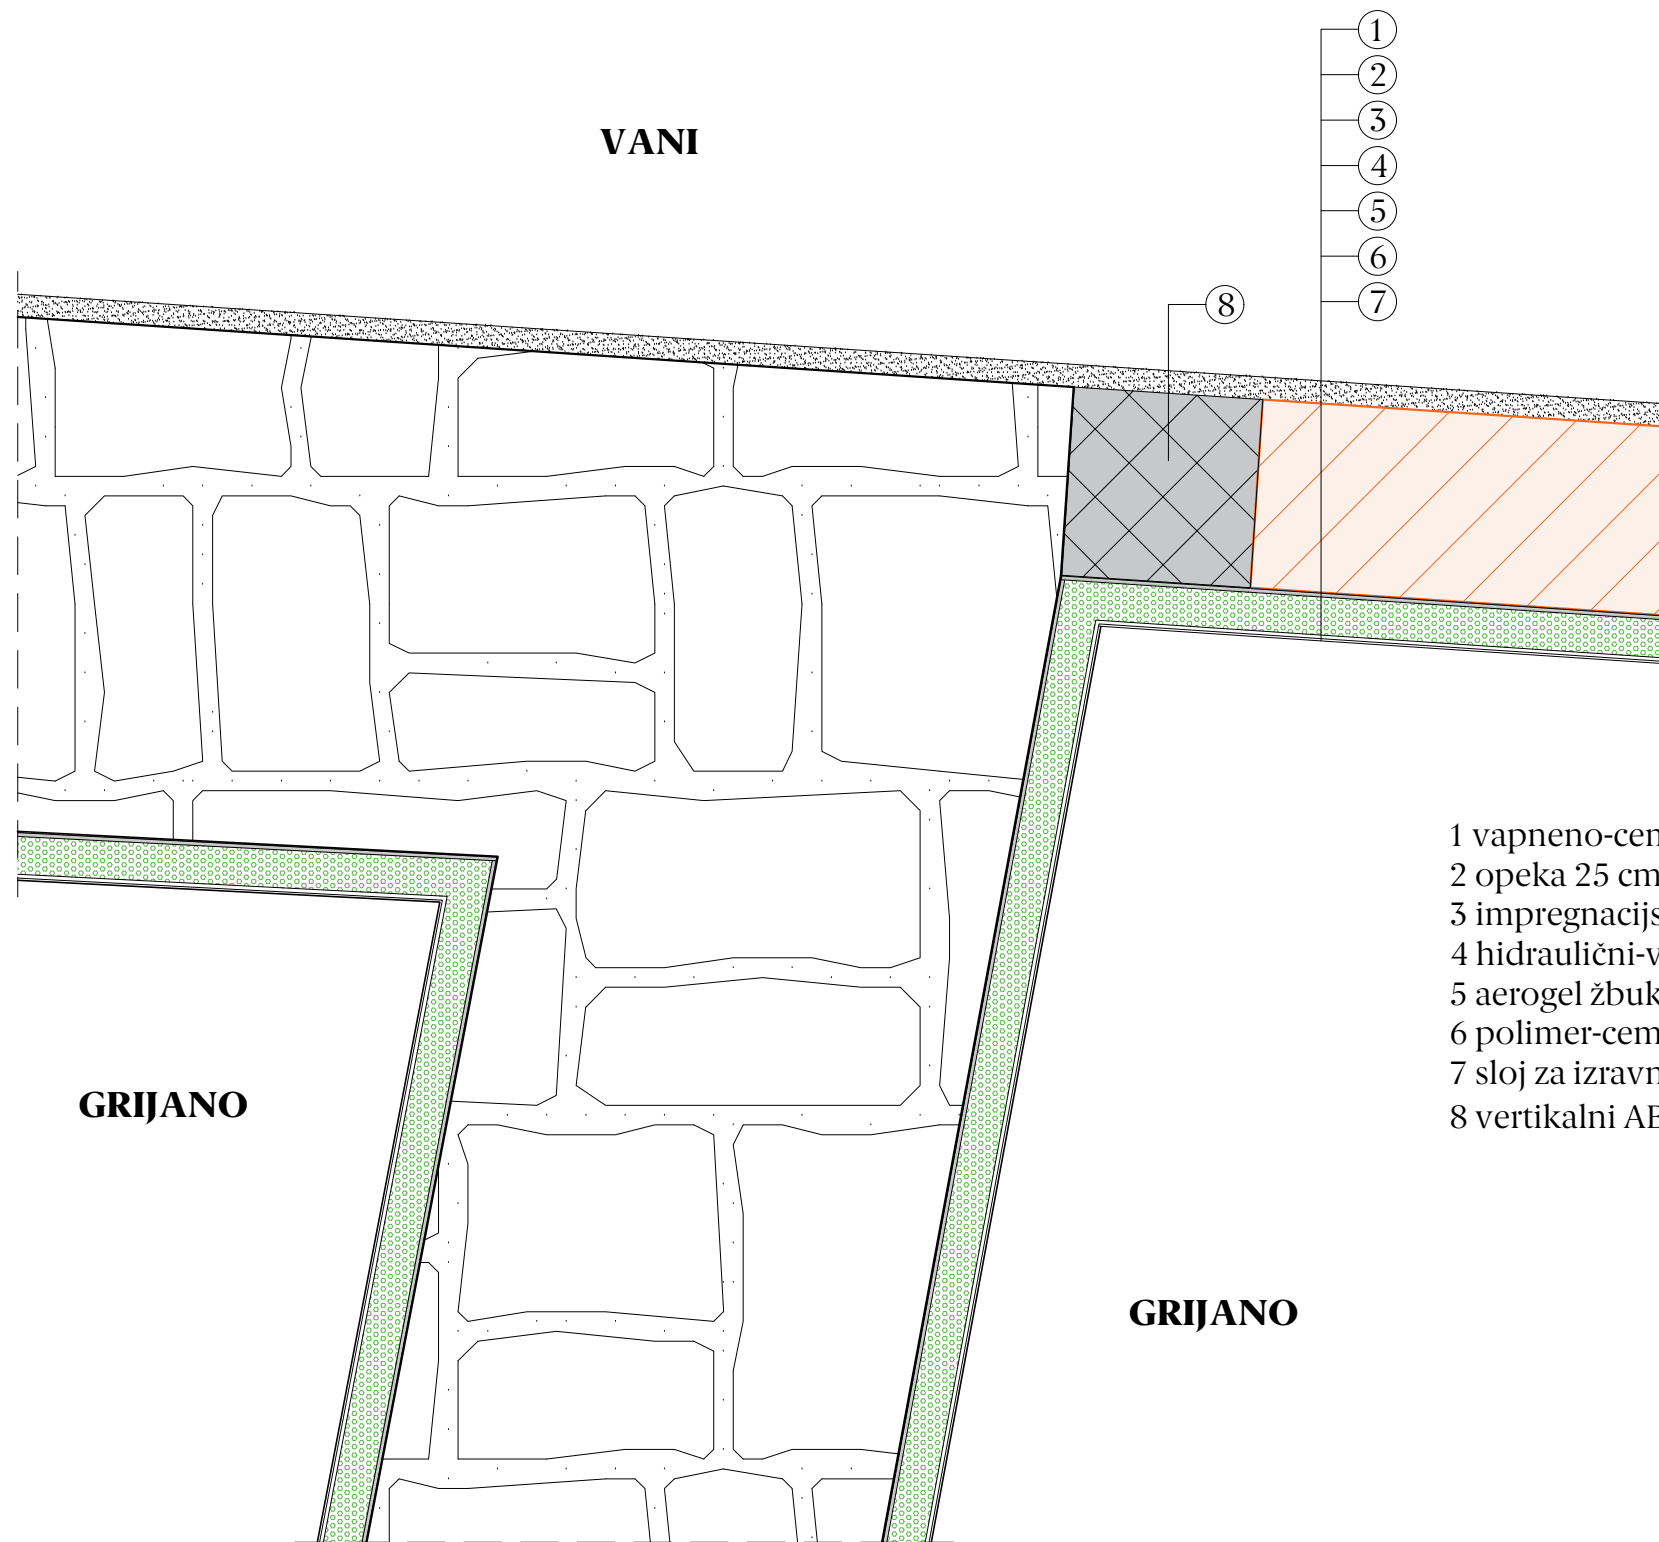 1
2
3
4
5
6
7
8
VANI
GRIJANO
GRIJANO
1 vapneno-cem
2 opeka 25 cm
3 impregnacijs
4 hidraulični-v
5 aerogel žbuk
6 polimer-cem
7 sloj za izravn
8 vertikalni AB